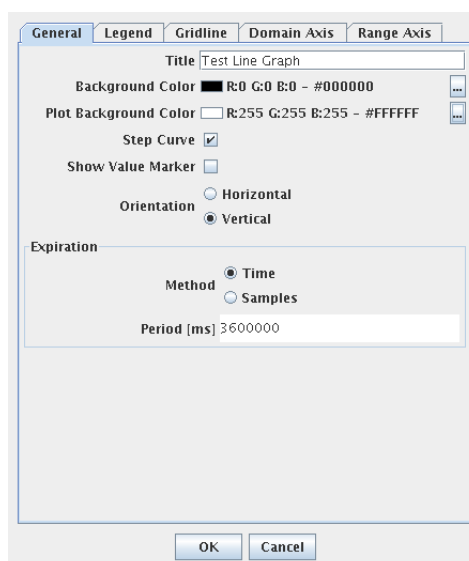 General Legend Gridline Domain Axis Range Axis
Title Test Line Graph
Background Color R:0 G:0 B:0 - #000000 ...
Plot Background Color R:255 G:255 B:255 - #FFFFFF ...
Step Curve
Show Value Marker
Orientation
Horizontal
Vertical
Expiration
Method
Time
Samples
Period [ms] 3600000
OK Cancel